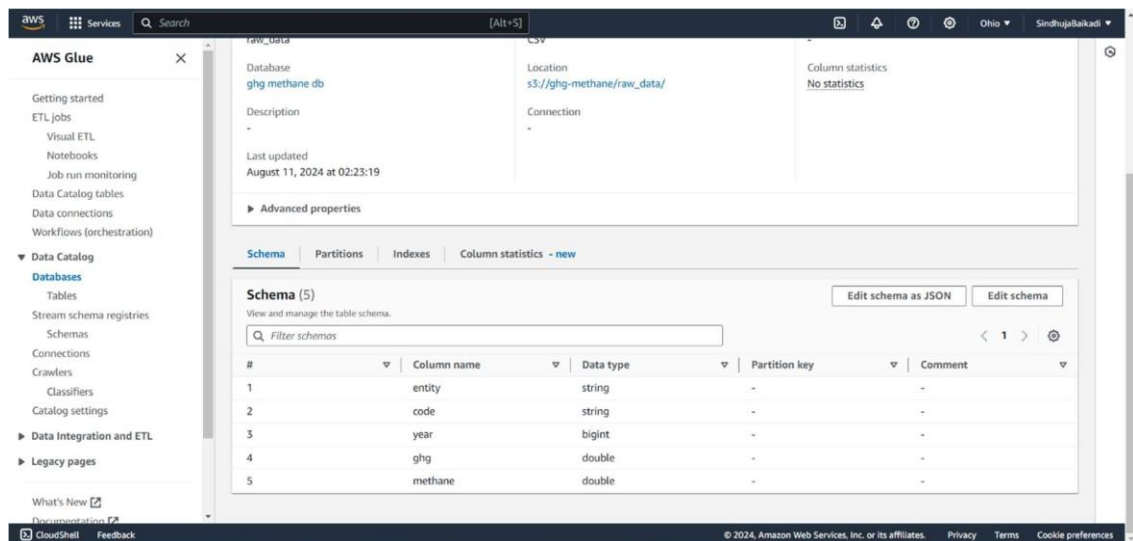 aws Services Search [Alt+S] Ohio SindhujaBaikadi
AWS Glue
Getting started
ETL jobs
Visual ETL
Notebooks
Job run monitoring
Data Catalog tables
Data connections
Workflows (orchestration)
Data Catalog
Databases
Tables
Stream schema registries
Schemas
Connections
Crawlers
Classifiers
Catalog settings
Data Integration and ETL
Legacy pages
What's New
Documentation
raw_data CSV -
Database Location Column statistics
ghg methane db s3://ghg-methane/raw_data/ No statistics
Description Connection
- -
Last updated
August 11, 2024 at 02:23:19
Advanced properties
Schema Partitions Indexes Column statistics - new
Schema (5) Edit schema as JSON Edit schema
View and manage the table schema.
Filter schemas < 1 >
# Column name Data type Partition key Comment
1 entity string - -
2 code string - -
3 year bigint - -
4 ghg double - -
5 methane double - -
CloudShell Feedback © 2024, Amazon Web Services, Inc. or its affiliates. Privacy Terms Cookie preferences